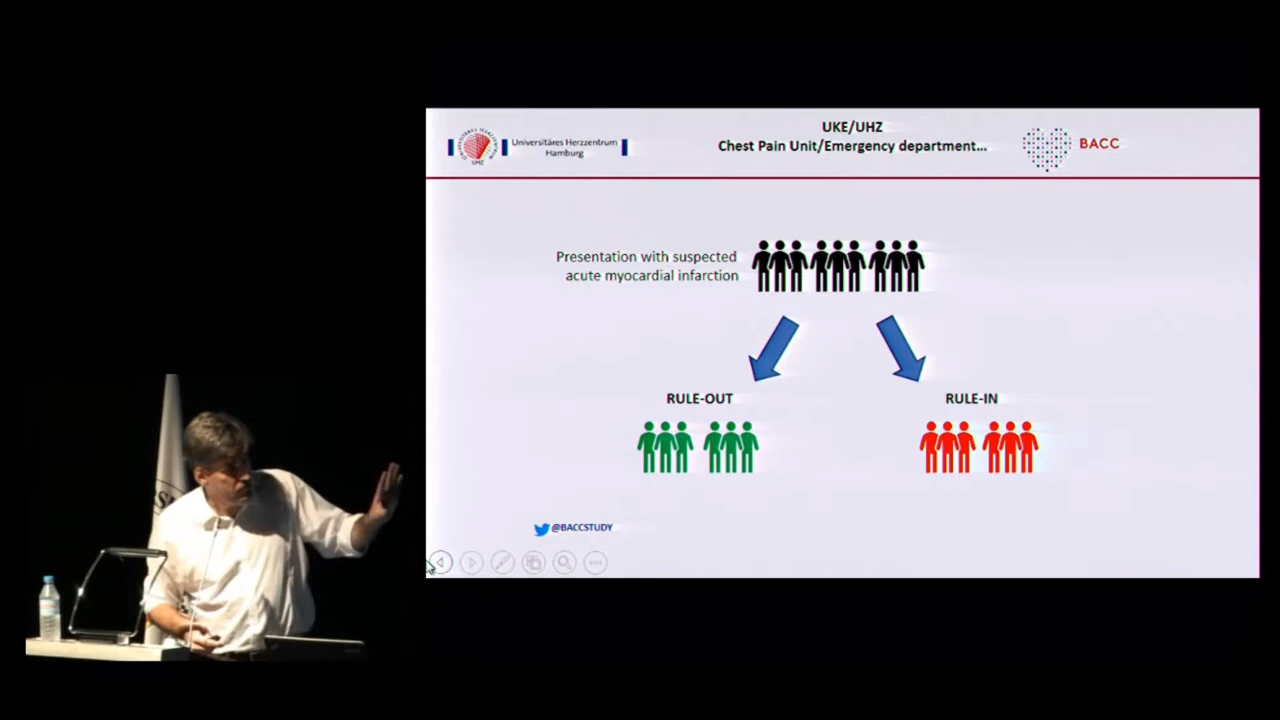 UKE/UHZ
Chest Pain Unit/Emergency department...
Universitäres Herzzentrum
Hamburg
UHZ
BACC
Presentation with suspected
acute myocardial infarction
RULE-OUT
RULE-IN
@BACCSTUDY